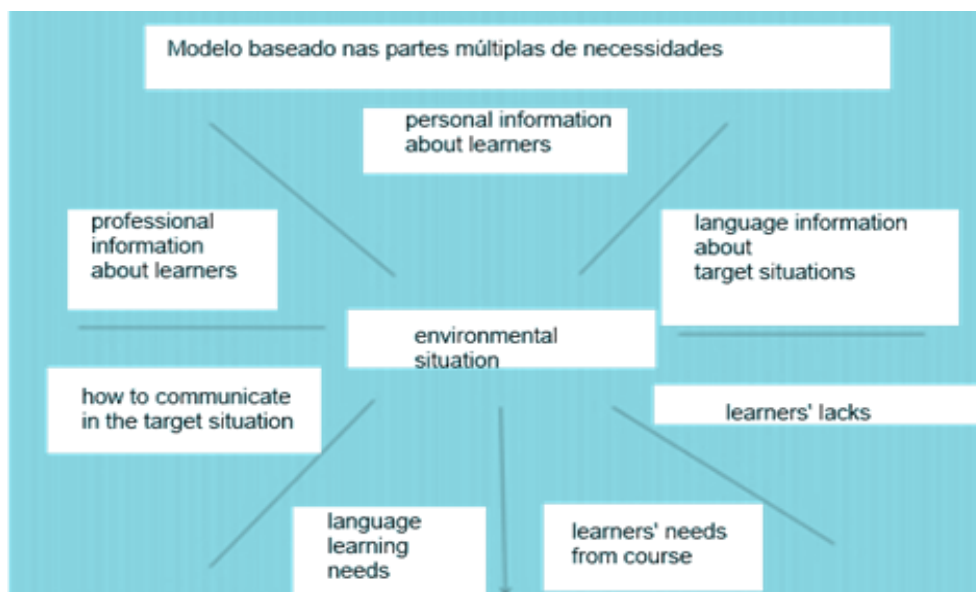 Modelo baseado nas partes múltiplas de necessidades
personal information
about learners
professional
information
about learners
language information
about
target situations
environmental
situation
how to communicate
in the target situation
learners' lacks
language
learning
needs
learners' needs
from course